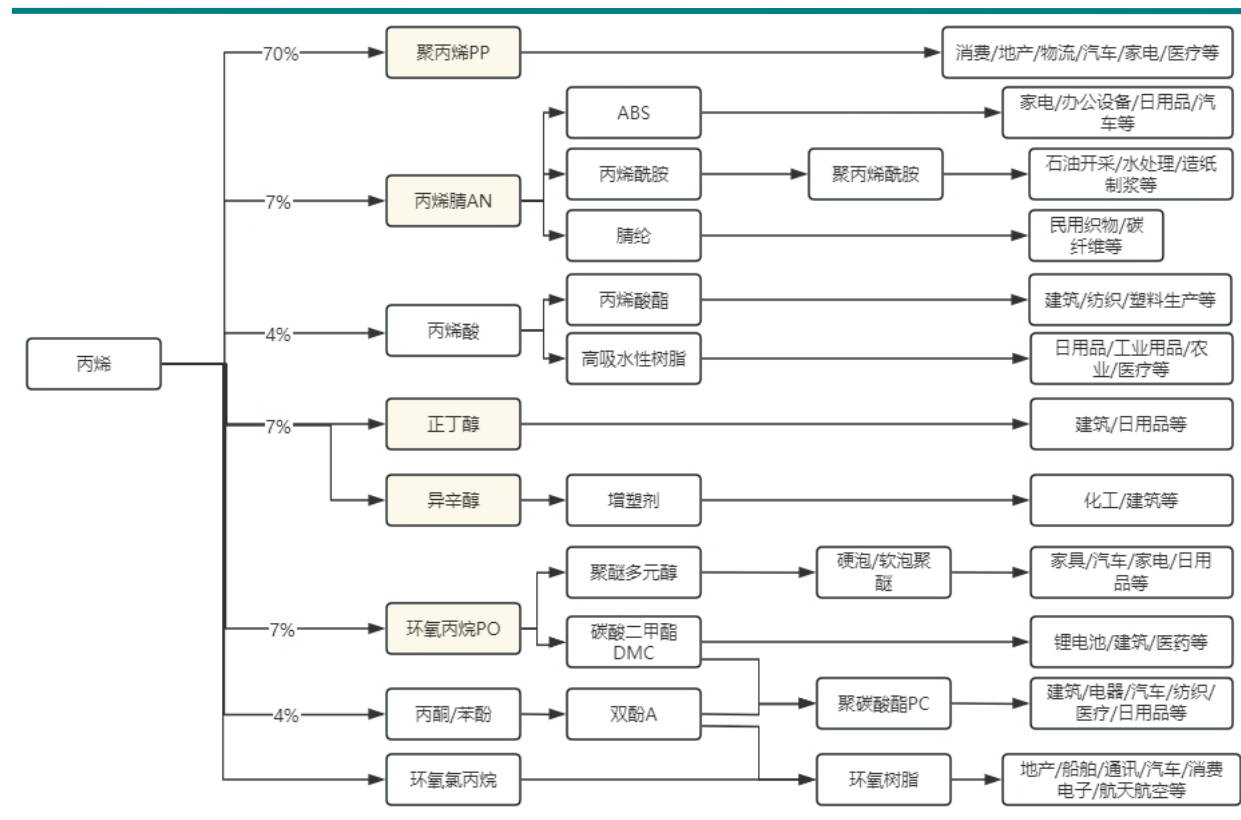 70%
聚丙烯PP
消费/地产/物流/汽车/家电/医疗等
ABS
家电/办公设备/日用品/汽
车等
7%
丙烯腈AN
丙烯酰胺
聚丙烯酰胺
石油开采/水处理/造纸
制浆等
腈纶
民用织物/碳
纤维等
4%
丙烯酸
丙烯酸酯
建筑/纺织/塑料生产等
高吸水性树脂
日用品/工业用品/农
业/医疗等
丙烯
7%
正丁醇
建筑/日用品等
异辛醇
增塑剂
化工/建筑等
7%
环氧丙烷PO
聚醚多元醇
硬泡/软泡聚
醚
家具/汽车/家电/日用
品等
碳酸二甲酯
DMC
锂电池/建筑/医药等
4%
丙酮/苯酚
双酚A
聚碳酸酯PC
建筑/电器/汽车/纺织/
医疗/日用品等
环氧氯丙烷
环氧树脂
地产/船舶/通讯/汽车/消费
电子/航天航空等